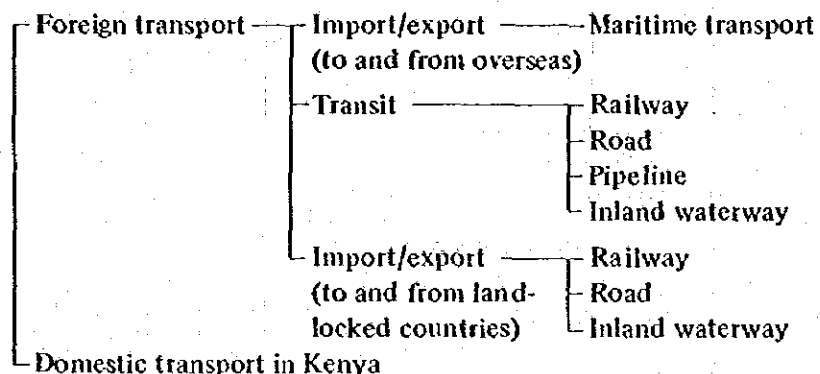 Foreign transport Import/export Maritime transport
(to and from overseas)
Transit Railway
Road
Pipeline
Inland waterway
Import/export Railway
(to and from land- Road
locked countries) Inland waterway
Domestic transport in Kenya